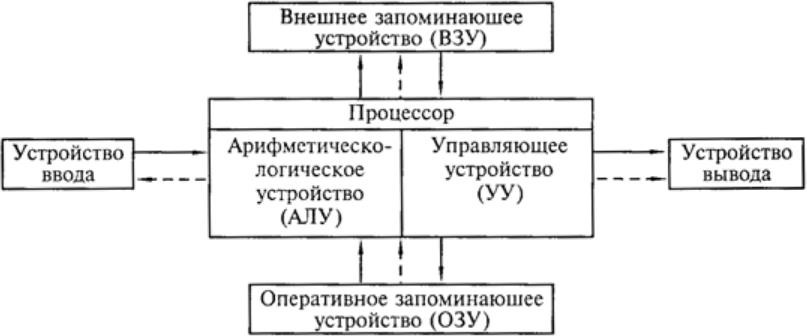 Внешнее запоминающее
устройство (ВЗУ)
Процессор
Устройство
ввода
Арифметическо-
логическое
устройство
(АЛУ)
Управляющее
устройство
(УУ)
Устройство
вывода
Оперативное запоминающее
устройство (ОЗУ)